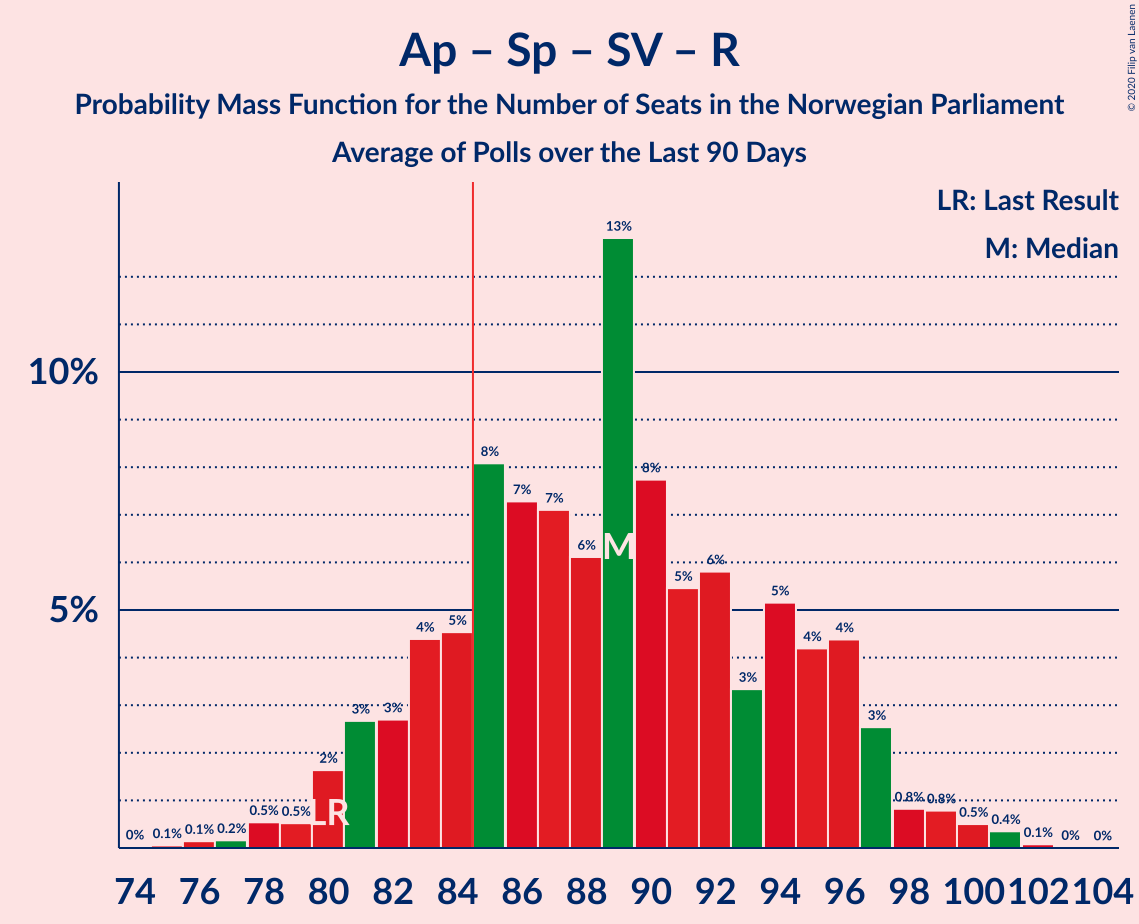 Ap – Sp – SV – R
Probability Mass Function for the Number of Seats in the Norwegian Parliament
Average of Polls over the Last 90 Days
© 2020 Filip van Laenen
LR: Last Result
M: Median
10%
5%
0% 0.1% 0.1% 0.2% 0.5% 0.5% 2% 3% 3% 4% 5% 8% 7% 7% 6% 13% 8% 5% 6% 3% 5% 4% 4% 3% 0.8% 0.8% 0.5% 0.4% 0.1% 0% 0%
LR
M
74 76 78 80 82 84 86 88 90 92 94 96 98 100 102 104